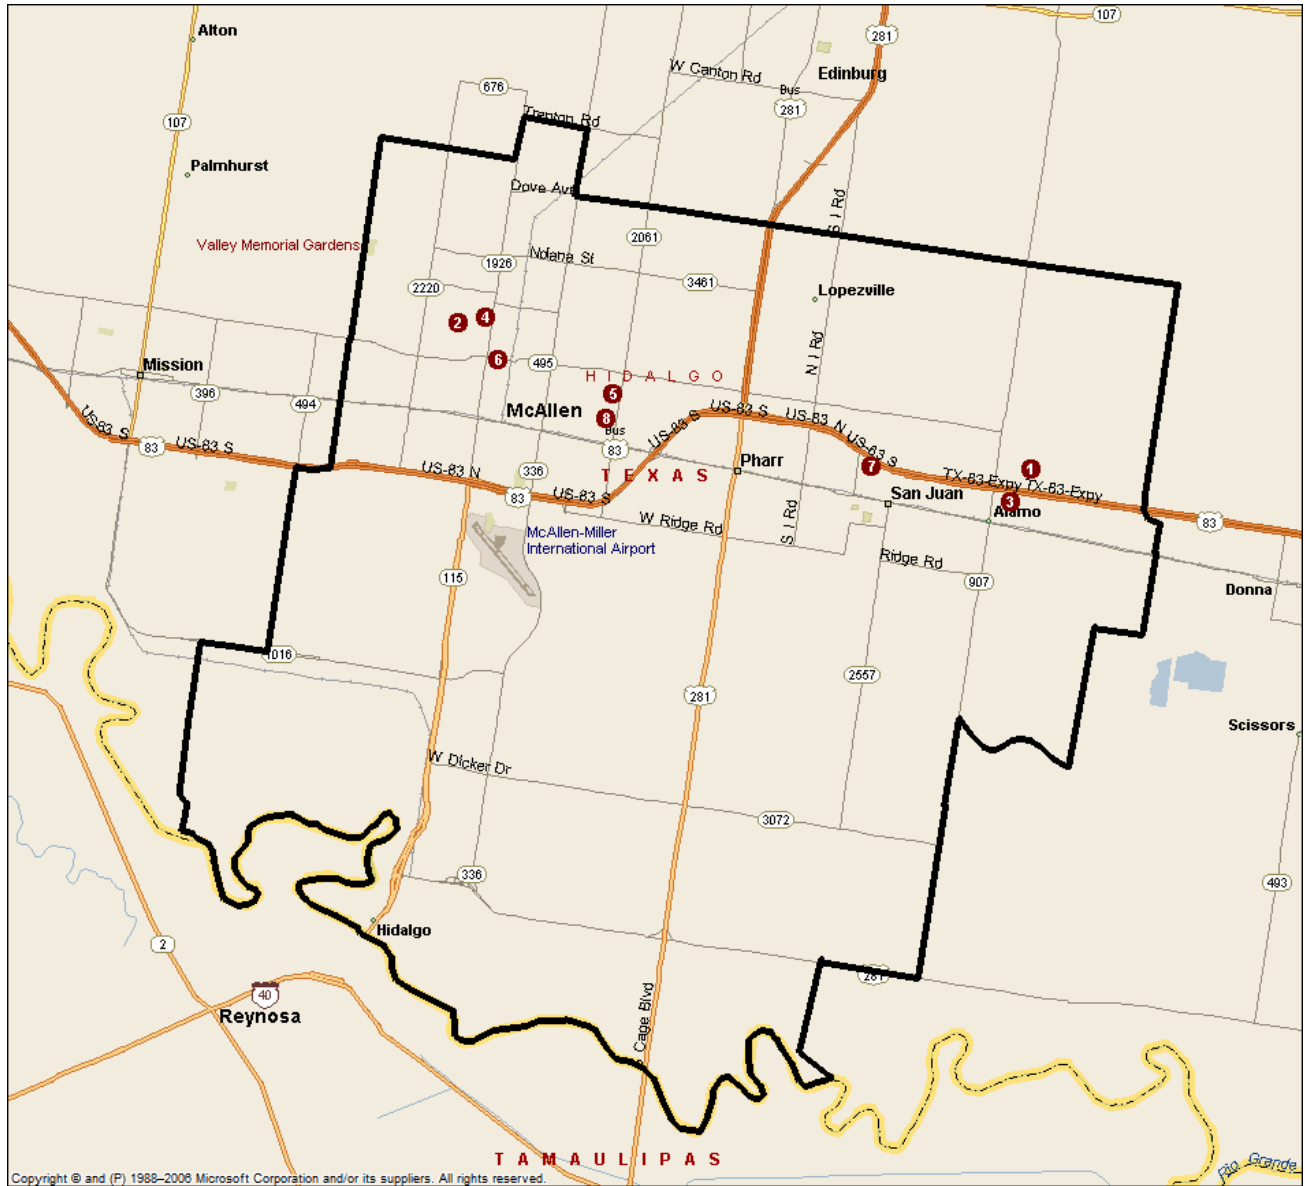 107
281
Alton
Edinburg
W Canton Rd
Bus
281
676
107
Trenton Rd
Palmhurst
Dove Ave
S I Rd
Valley Memorial Gardens
2061
Nolana St
1926
3461
2220
Lopezville
2
4
N I Rd
6
495
Mission
HIDALGO
396
494
5
McAllen
8
Bus
83
US-83 S
US-83 N
US-83 S
US-83 S
US-83 S
83
US-83 S
US-83 S
US-83 N
336
TEXAS
Pharr
7
1
TX-83-Expy
TX-83-Expy
3
San Juan
Alamo
83
83
US-83 S
W Ridge Rd
S I Rd
McAllen-Miller
International Airport
Ridge Rd
115
907
Donna
1016
2557
281
Scissors
W Dicker Dr
3072
336
493
Hidalgo
2
281
40
Reynosa
S Cage Blvd
TAMAULIPAS
Rio Grande
Copyright © and (P) 1988–2006 Microsoft Corporation and/or its suppliers. All rights reserved.